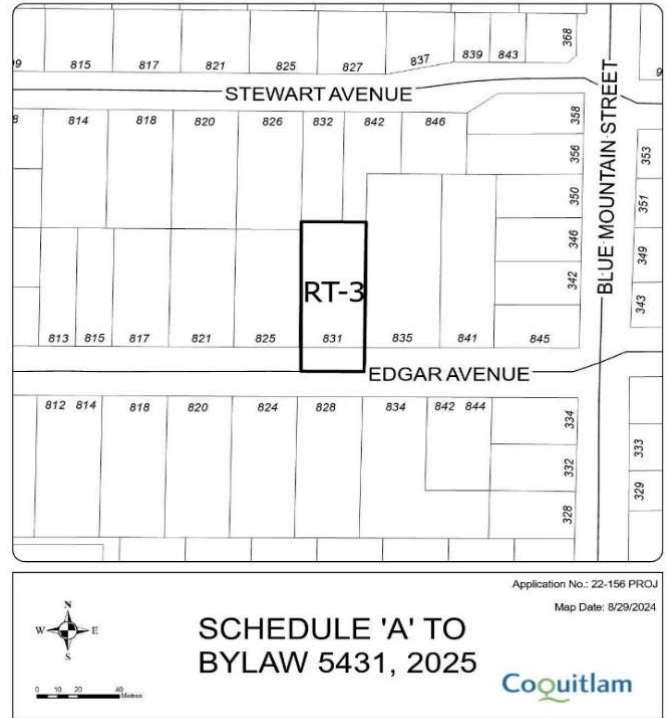 368
99 815 817 821 825 827 837 839 843
STEWART AVENUE
814 818 820 826 832 842 846 358
356
350
346
342
BLUE MOUNTAIN STREET
353
351
349
343
RT-3
813 815 817 821 825 831 835 841 845
EDGAR AVENUE
812 814 818 820 824 828 834 842 844 334
332
328
333
329
Application No.: 22-156 PROJ
Map Date: 8/29/2024
N
W E
S
SCHEDULE 'A' TO
BYLAW 5431, 2025
Coquitlam
0 10 20 40
Metres